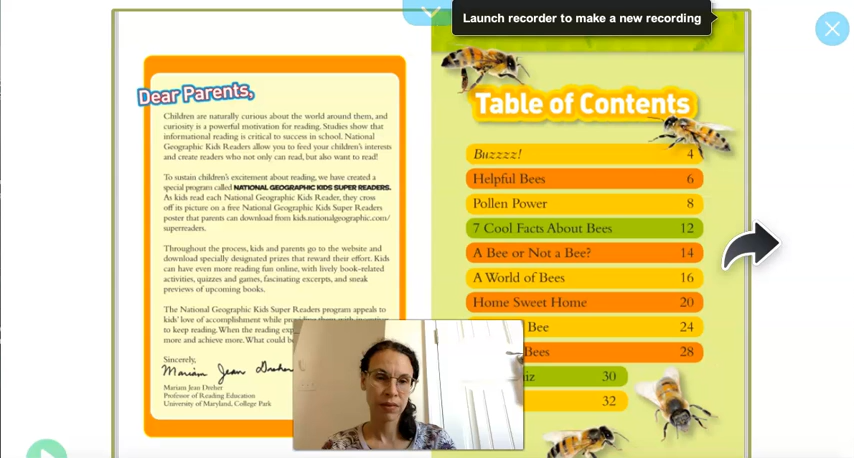 Launch recorder to make a new recording
Dear Parents,
Children are naturally curious about the world around them, and
curiosity is a powerful motivation for reading. Studies show that
informational reading is critical to success in school. National
Geographic Kids Readers allow you to feed your children's interests
and create readers who not only can read, but also want to read!
To sustain children's excitement about reading, we have created a
special program called NATIONAL GEOGRAPHIC KIDS SUPER READERS.
As kids read each National Geographic Kids Reader, they cross
off its picture on a free National Geographic Kids Super Readers
poster that parents can download from kids.nationalgeographic.com/
superreaders.
Throughout the process, kids and parents go to the website and
download specially designated prizes that reward their effort. Kids
can have even more reading fun online, with lively book-related
activities, quizzes and games, fascinating excerpts, and sneak
previews of upcoming books.
The National Geographic Kids Super Readers program appeals to
kids' love of accomplishment while providing them with
to keep reading. When the reading
more and achieve more. What could
Sincerely,
Mariam Jean Dreher
Mariam Jean Dreher
Professor of Reading Education
University of Maryland, College Park
Table of Contents
Buzzzz! 4
Helpful Bees 6
Pollen Power 8
7 Cool Facts About Bees 12
A Bee or Not a Bee? 14
A World of Bees 16
Home Sweet Home 20
Bee 24
Bees 28
30
32